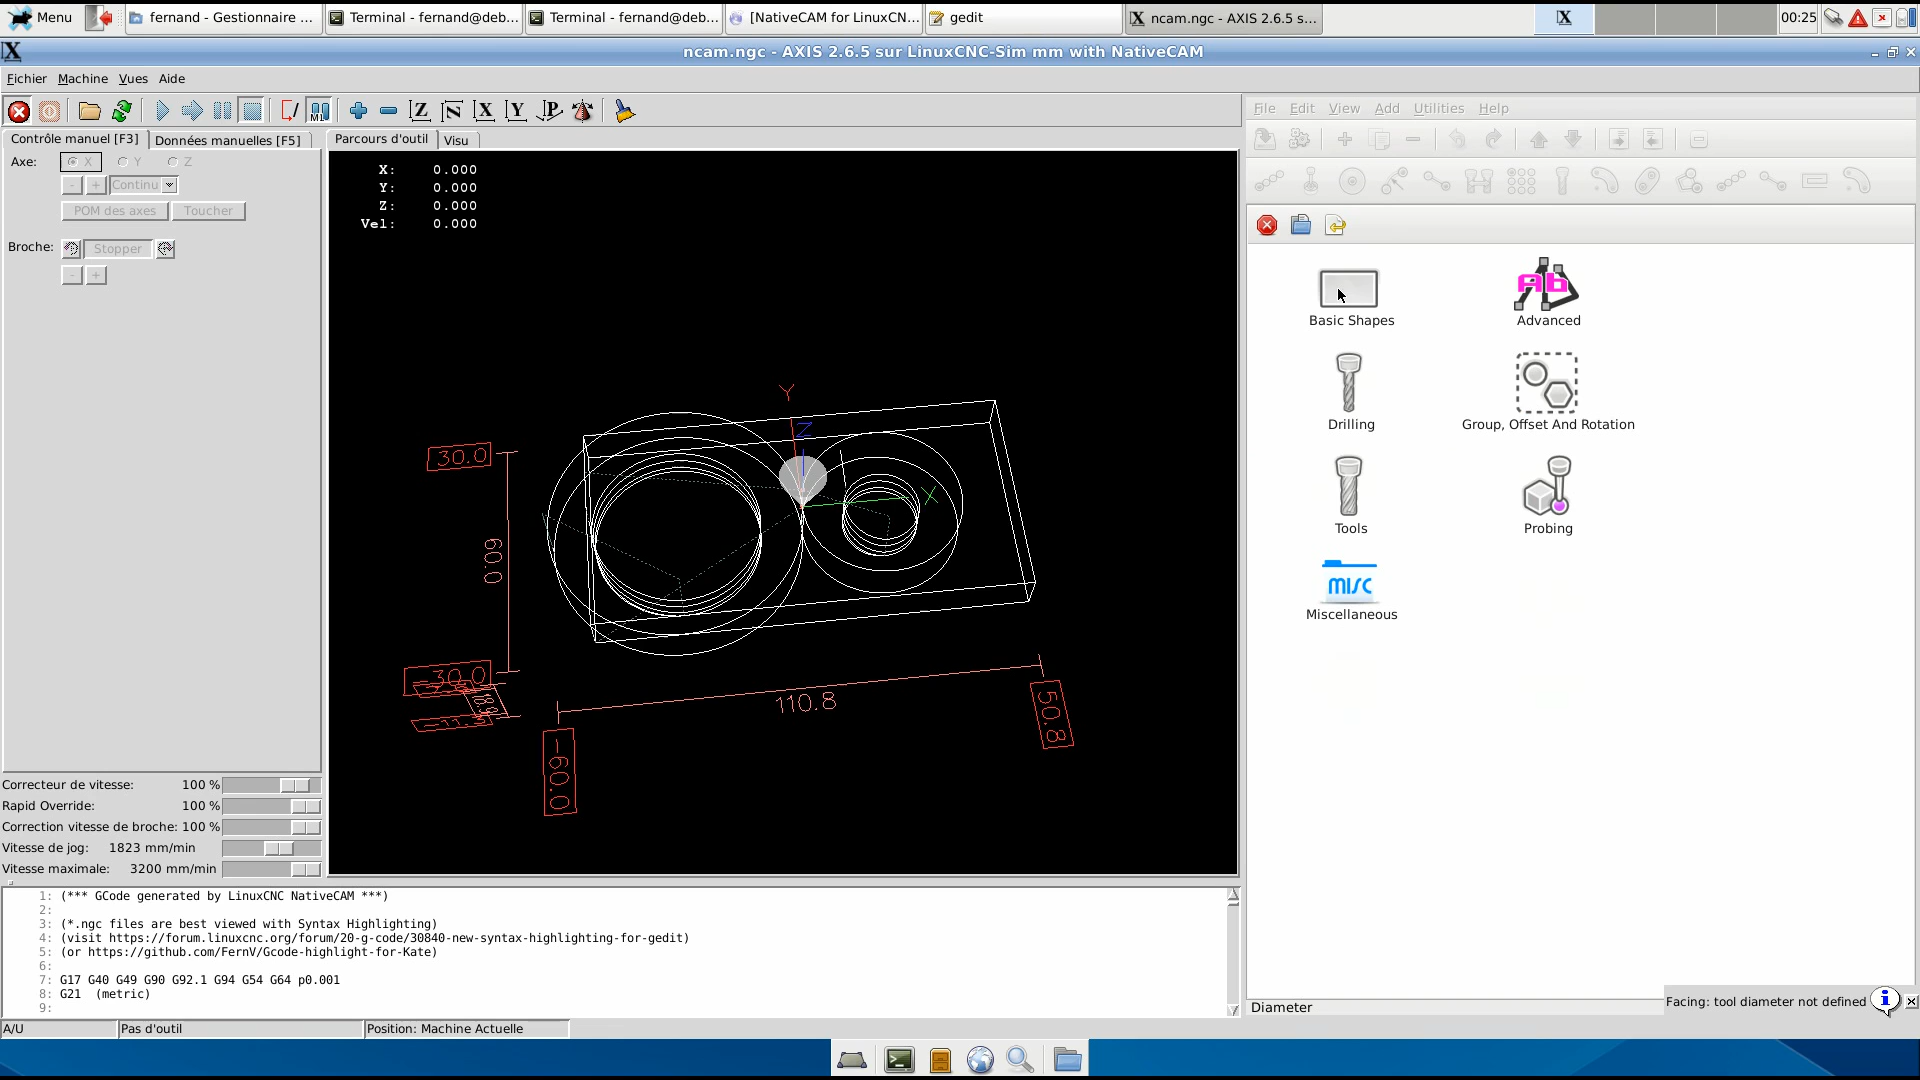 Menu
fernand - Gestionnaire ...
Terminal - fernand@deb...
Terminal - fernand@deb...
[NativeCAM for LinuxCN...
gedit
ncam.ngc - AXIS 2.6.5 s...
00:25
ncam.ngc - AXIS 2.6.5 sur LinuxCNC-Sim mm with NativeCAM
Fichier Machine Vues Aide
File Edit View Add Utilities Help
Contrôle manuel [F3] Données manuelles [F5]
Parcours d'outil Visu
Axe: X Y Z
- + Continu
POM des axes Toucher
Broche: Stopper
- +
X: 0.000
Y: 0.000
Z: 0.000
Vel: 0.000
Y
Z
X
30.0
60.0
-30.0
110.8
50.8
-60.0
Basic Shapes
Advanced
Drilling
Group, Offset And Rotation
Tools
Probing
misc
Miscellaneous
Correcteur de vitesse: 100 %
Rapid Override: 100 %
Correction vitesse de broche: 100 %
Vitesse de jog: 1823 mm/min
Vitesse maximale: 3200 mm/min
1: (*** GCode generated by LinuxCNC NativeCAM ***)
2:
3: (*.ngc files are best viewed with Syntax Highlighting)
4: (visit https://forum.linuxcnc.org/forum/20-g-code/30840-new-syntax-highlighting-for-gedit)
5: (or https://github.com/FernV/Gcode-highlight-for-Kate)
6:
7: G17 G40 G49 G90 G92.1 G94 G54 G64 p0.001
8: G21 (metric)
9:
Diameter
Facing: tool diameter not defined
A/U
Pas d'outil
Position: Machine Actuelle